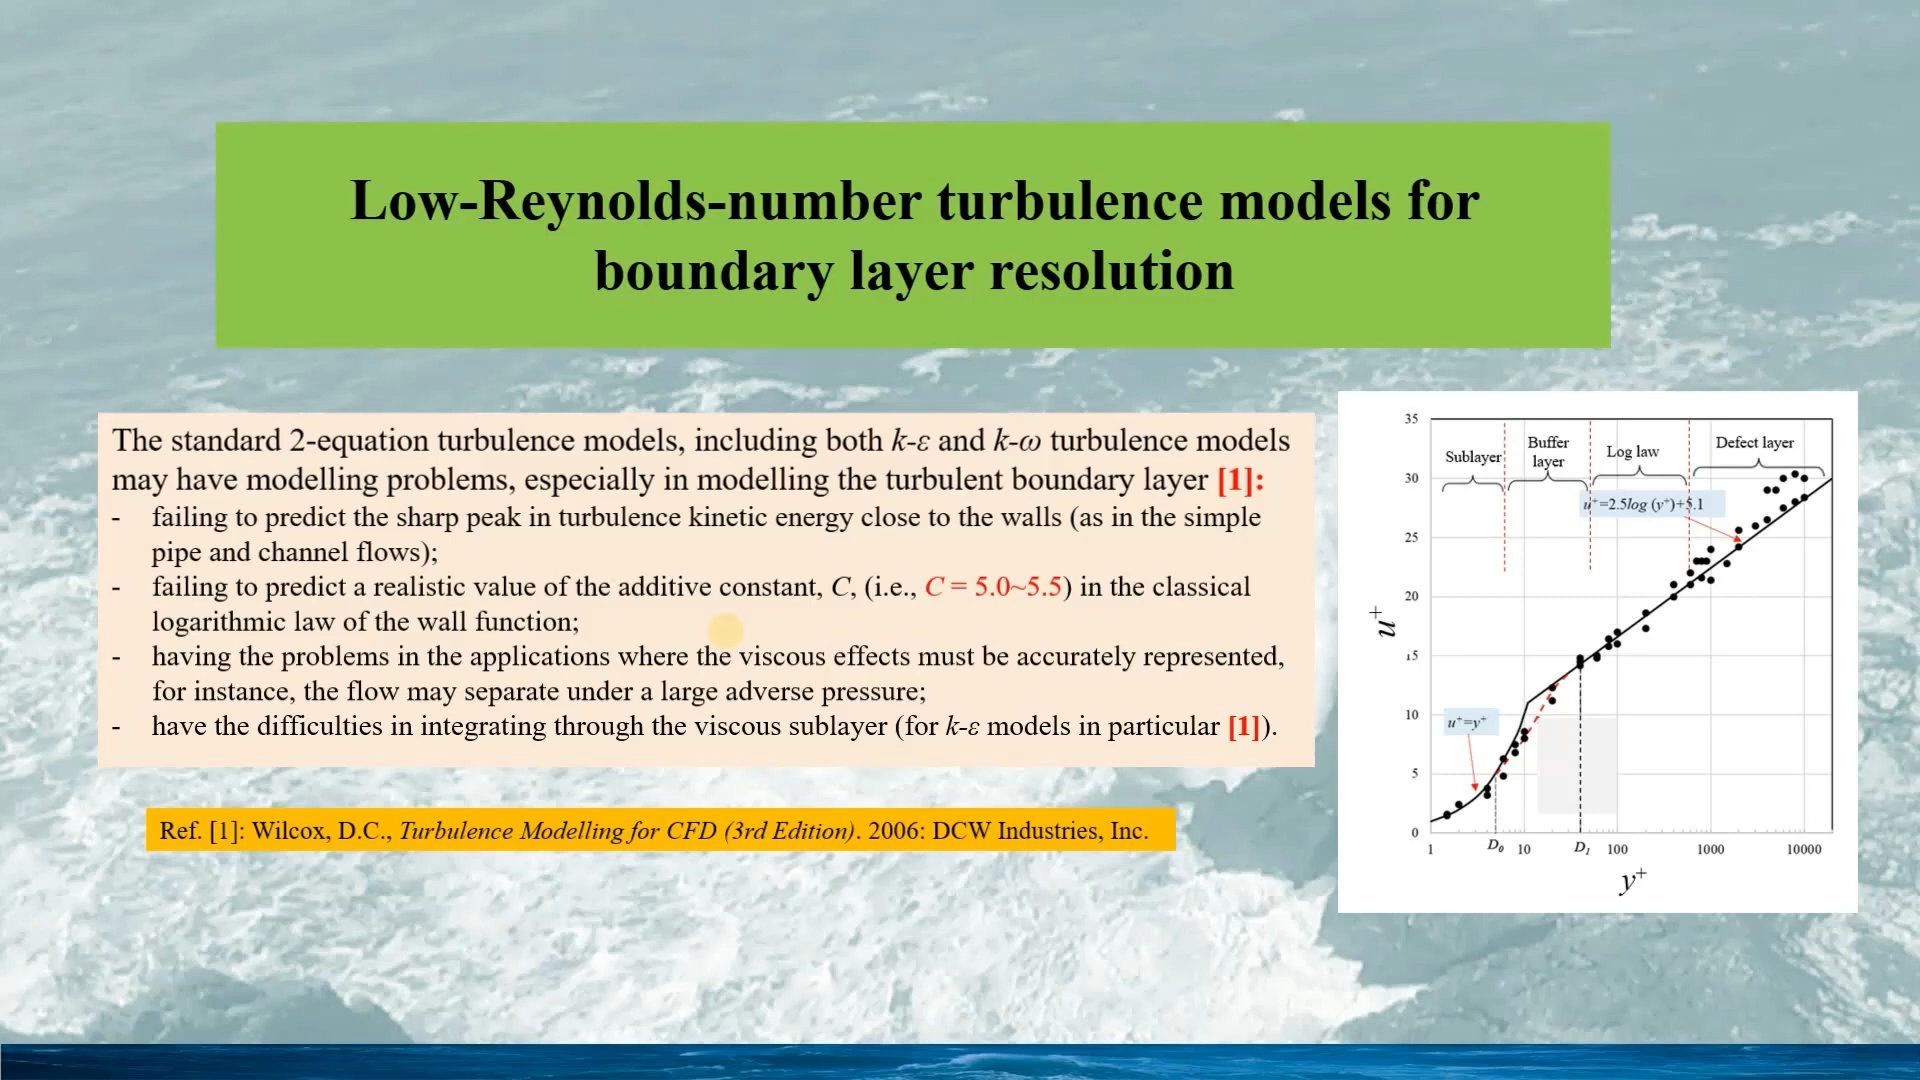 Low-Reynolds-number turbulence models for
boundary layer resolution
The standard 2-equation turbulence models, including both k-ε and k-ω turbulence models
may have modelling problems, especially in modelling the turbulent boundary layer [1]:
- failing to predict the sharp peak in turbulence kinetic energy close to the walls (as in the simple
pipe and channel flows);
- failing to predict a realistic value of the additive constant, C, (i.e., C = 5.0~5.5) in the classical
logarithmic law of the wall function;
- having the problems in the applications where the viscous effects must be accurately represented,
for instance, the flow may separate under a large adverse pressure;
- have the difficulties in integrating through the viscous sublayer (for k-ε models in particular [1]).
Ref. [1]: Wilcox, D.C., Turbulence Modelling for CFD (3rd Edition). 2006: DCW Industries, Inc.
35
30
25
20
15
10
5
0
u⁺
Sublayer
Buffer
layer
Log law
Defect layer
u⁺=2.5log (y⁺)+5.1
u⁺=y⁺
1 D₀ 10 D₁ 100 1000 10000
y⁺